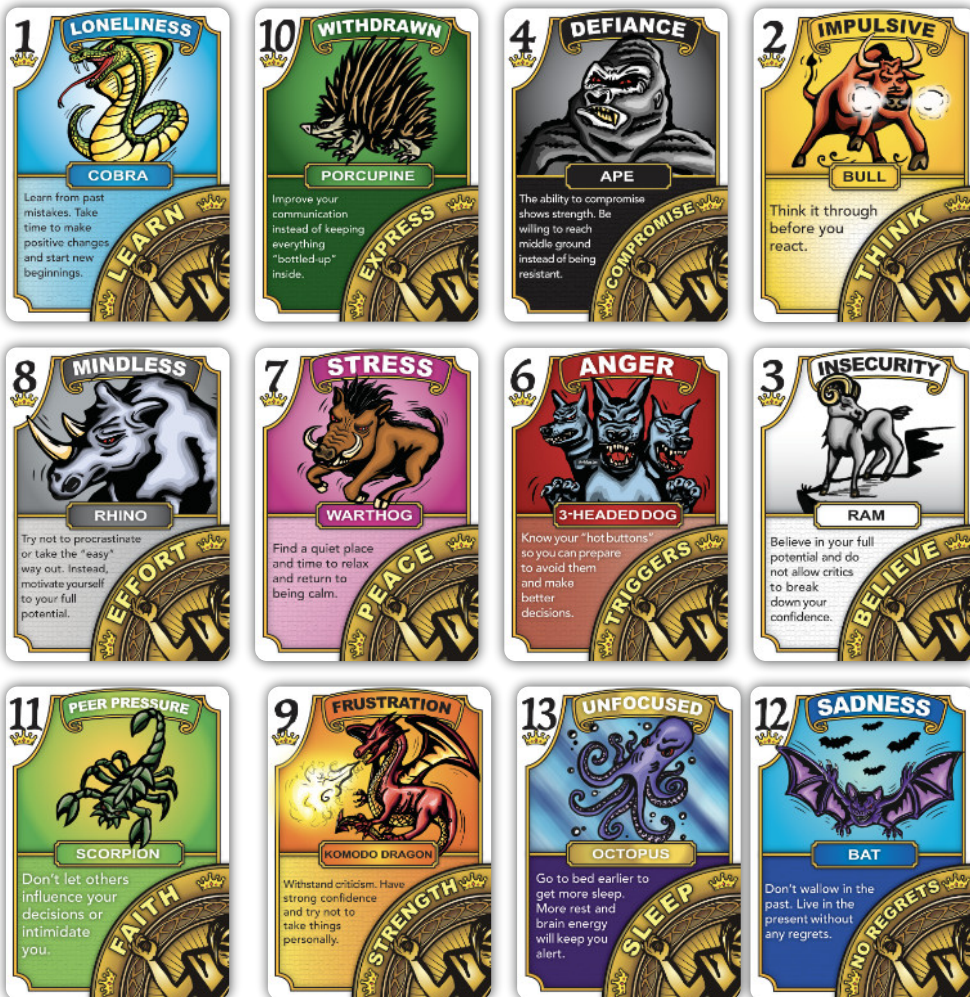 1
LONELINESS
COBRA
Learn from past
mistakes. Take
time to make
positive changes
and start new
beginnings.
LEARN
10
WITHDRAWN
PORCUPINE
Improve your
communication
instead of keeping
everything
"bottled-up"
inside.
EXPRESS
4
DEFIANCE
APE
The ability to compromise
shows strength. Be
willing to reach
middle ground
instead of being
resistant.
COMPROMISE
2
IMPULSIVE
BULL
Think it through
before you
react.
THINK
8
MINDLESS
RHINO
Try not to procrastinate
or take the "easy"
way out. Instead,
motivate yourself
to your full
potential.
EFFORT
7
STRESS
WARTHOG
Find a quiet place
and time to relax
and return to
being calm.
PEACE
6
ANGER
3-HEADED DOG
Know your "hot buttons"
so you can prepare
to avoid them
and make
better
decisions.
TRIGGERS
3
INSECURITY
RAM
Believe in your full
potential and do
not allow critics
to break
down your
confidence.
BELIEVE
11
PEER PRESSURE
SCORPION
Don't let others
influence your
decisions or
intimidate
you.
FAITH
9
FRUSTRATION
KOMODO DRAGON
Withstand criticism. Have
strong confidence
and try not to
take things
personally.
STRENGTH
13
UNFOCUSED
OCTOPUS
Go to bed earlier to
get more sleep.
More rest and
brain energy
will keep you
alert.
SLEEP
12
SADNESS
BAT
Don't wallow in the
past. Live in the
present without
any regrets.
NO REGRETS